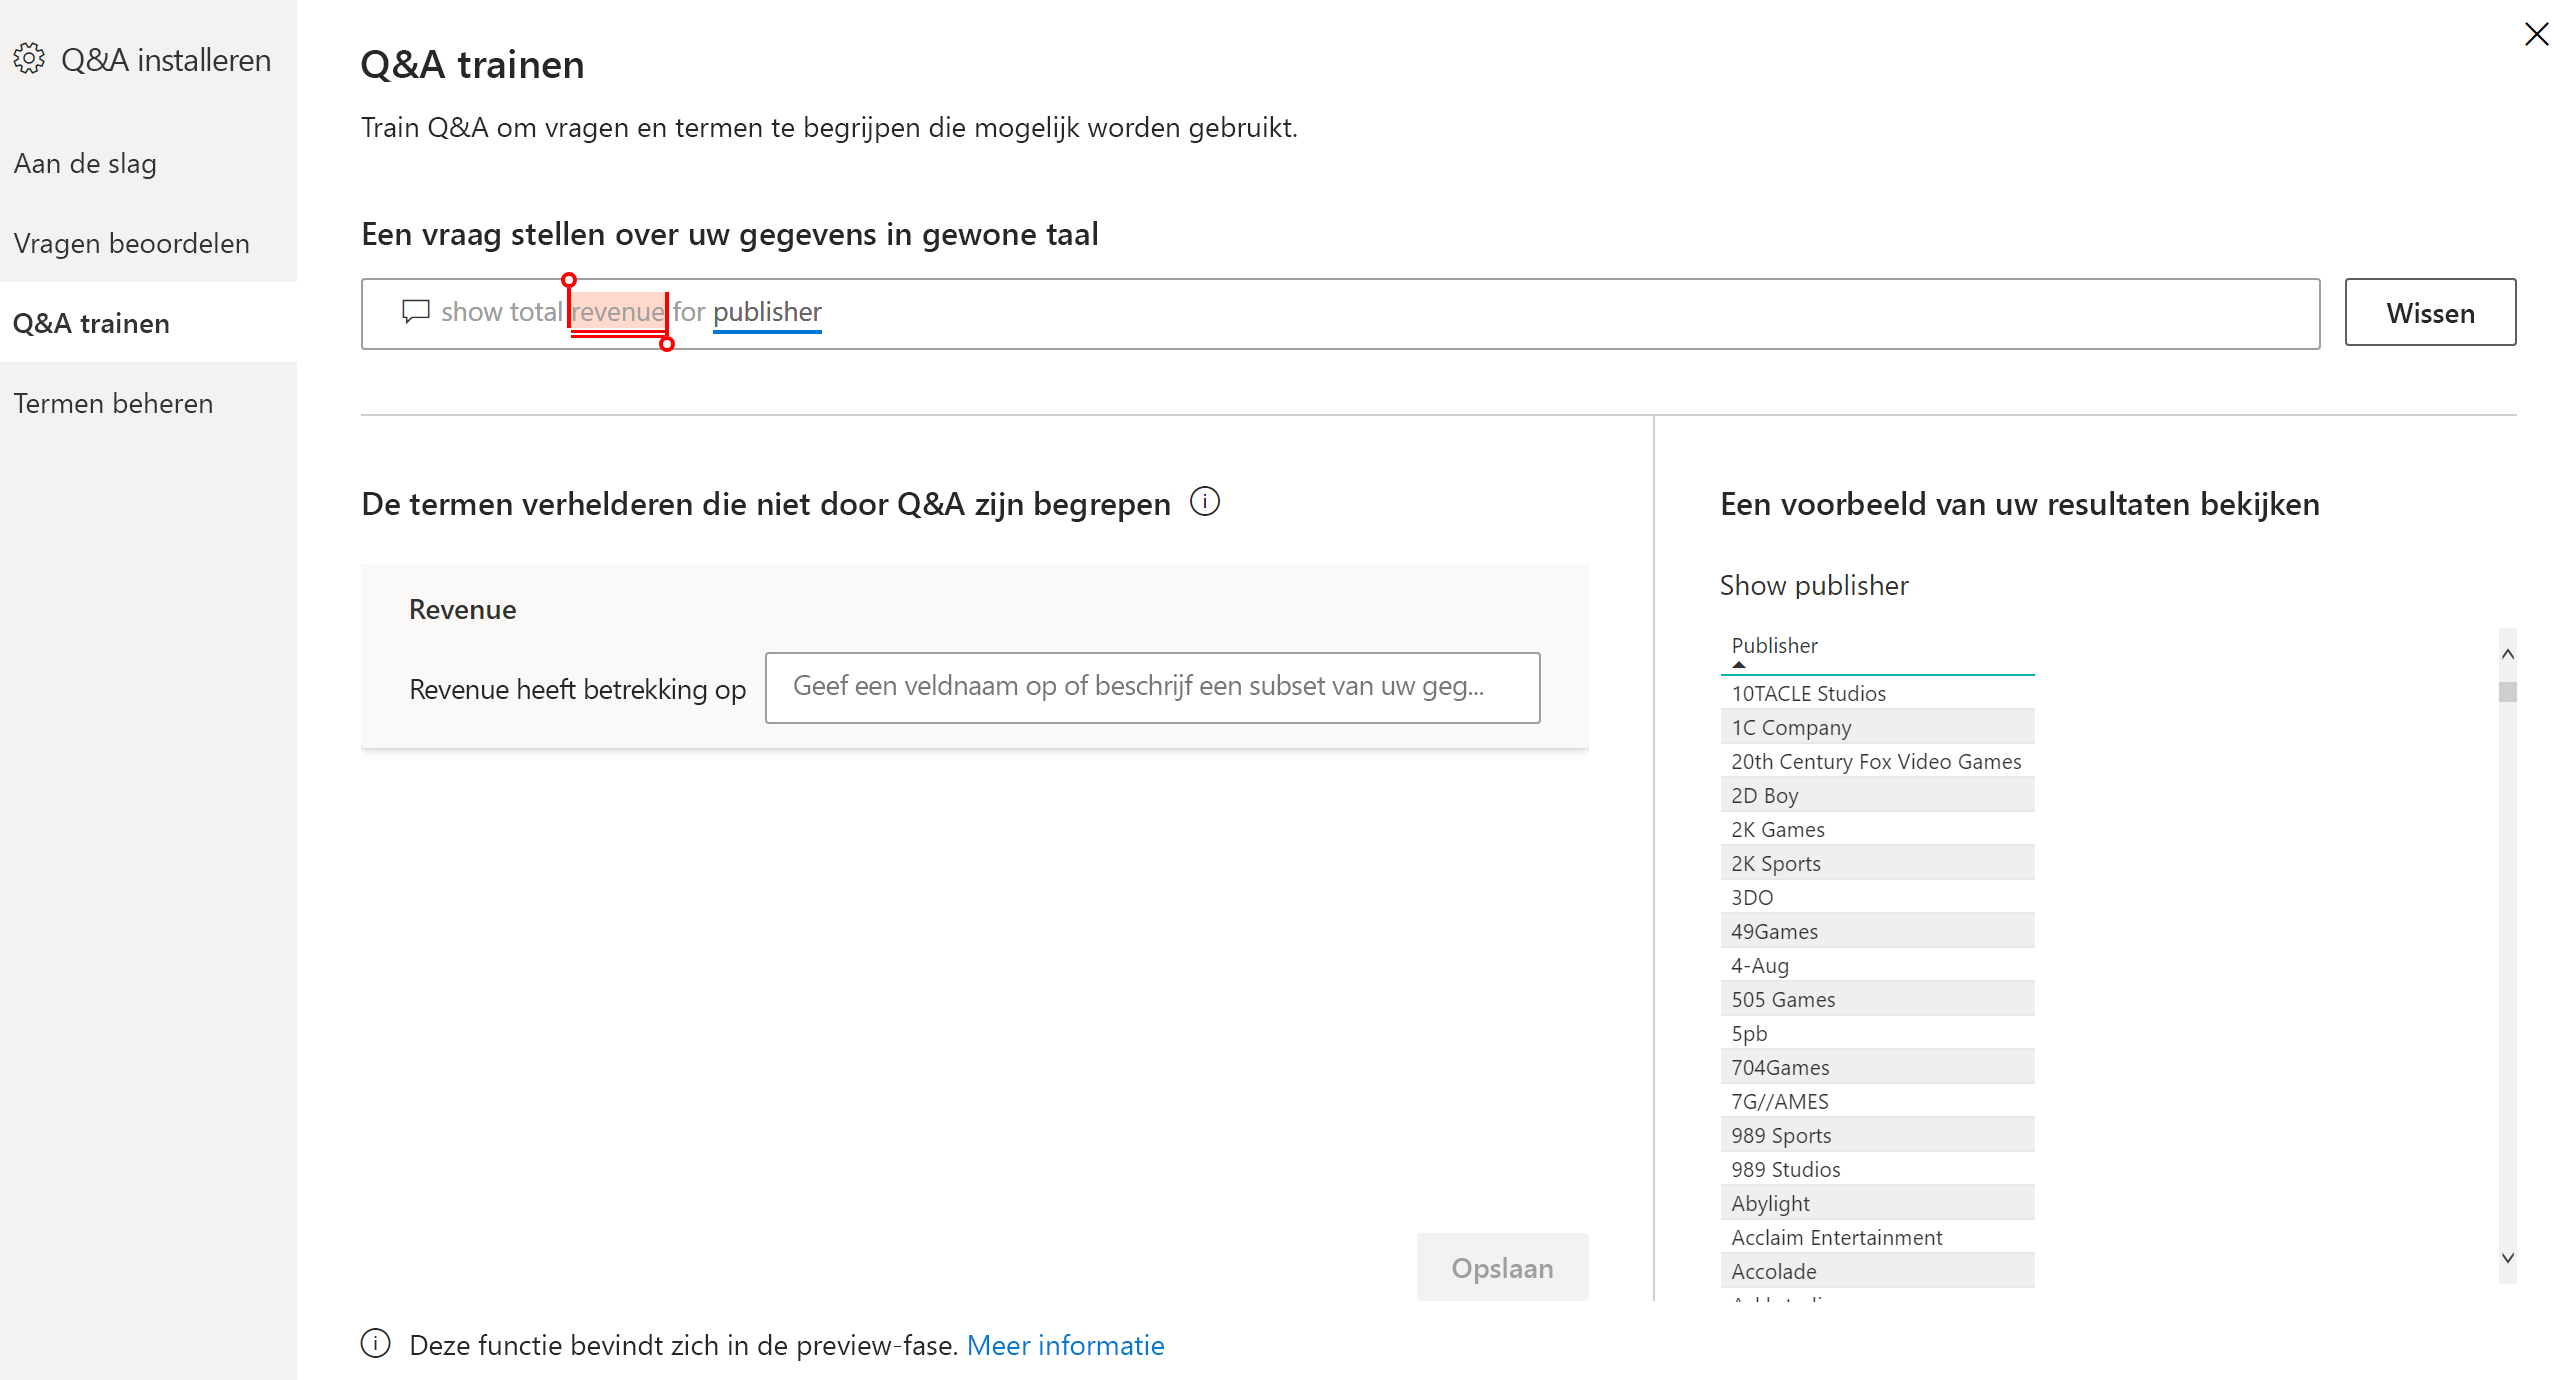 Q&A installeren
Aan de slag
Vragen beoordelen
Q&A trainen
Termen beheren
Q&A trainen
Train Q&A om vragen en termen te begrijpen die mogelijk worden gebruikt.
Een vraag stellen over uw gegevens in gewone taal
show total revenue for publisher
Wissen
De termen verhelderen die niet door Q&A zijn begrepen
Revenue
Revenue heeft betrekking op
Geef een veldnaam op of beschrijf een subset van uw geg...
Opslaan
Een voorbeeld van uw resultaten bekijken
Show publisher
Publisher
10TACLE Studios
1C Company
20th Century Fox Video Games
2D Boy
2K Games
2K Sports
3DO
49Games
4-Aug
505 Games
5pb
704Games
7G//AMES
989 Sports
989 Studios
Abylight
Acclaim Entertainment
Accolade
Deze functie bevindt zich in de preview-fase. Meer informatie